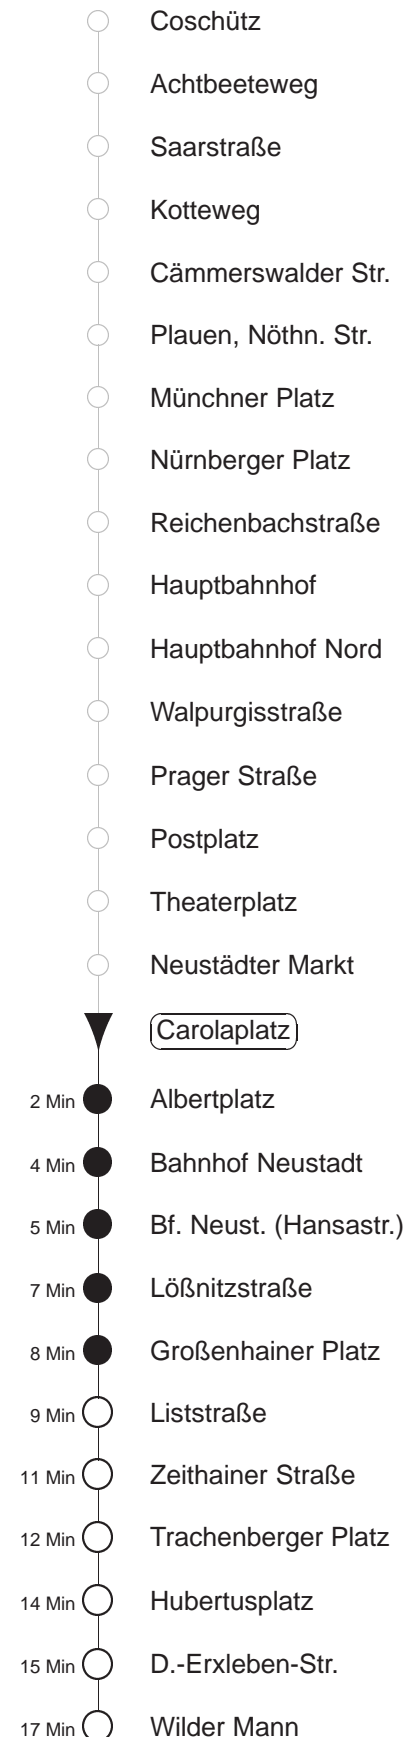 Coschütz
Achtbeeteweg
Saarstraße
Kotteweg
Cämmerswalder Str.
Plauen, Nöthn. Str.
Münchner Platz
Nürnberger Platz
Reichenbachstraße
Hauptbahnhof
Hauptbahnhof Nord
Walpurgisstraße
Prager Straße
Postplatz
Theaterplatz
Neustädter Markt
Carolaplatz
2 Min Albertplatz
4 Min Bahnhof Neustadt
5 Min Bf. Neust. (Hansastr.)
7 Min Lößnitzstraße
8 Min Großenhainer Platz
9 Min Liststraße
11 Min Zeithainer Straße
12 Min Trachenberger Platz
14 Min Hubertusplatz
15 Min D.-Erxleben-Str.
17 Min Wilder Mann